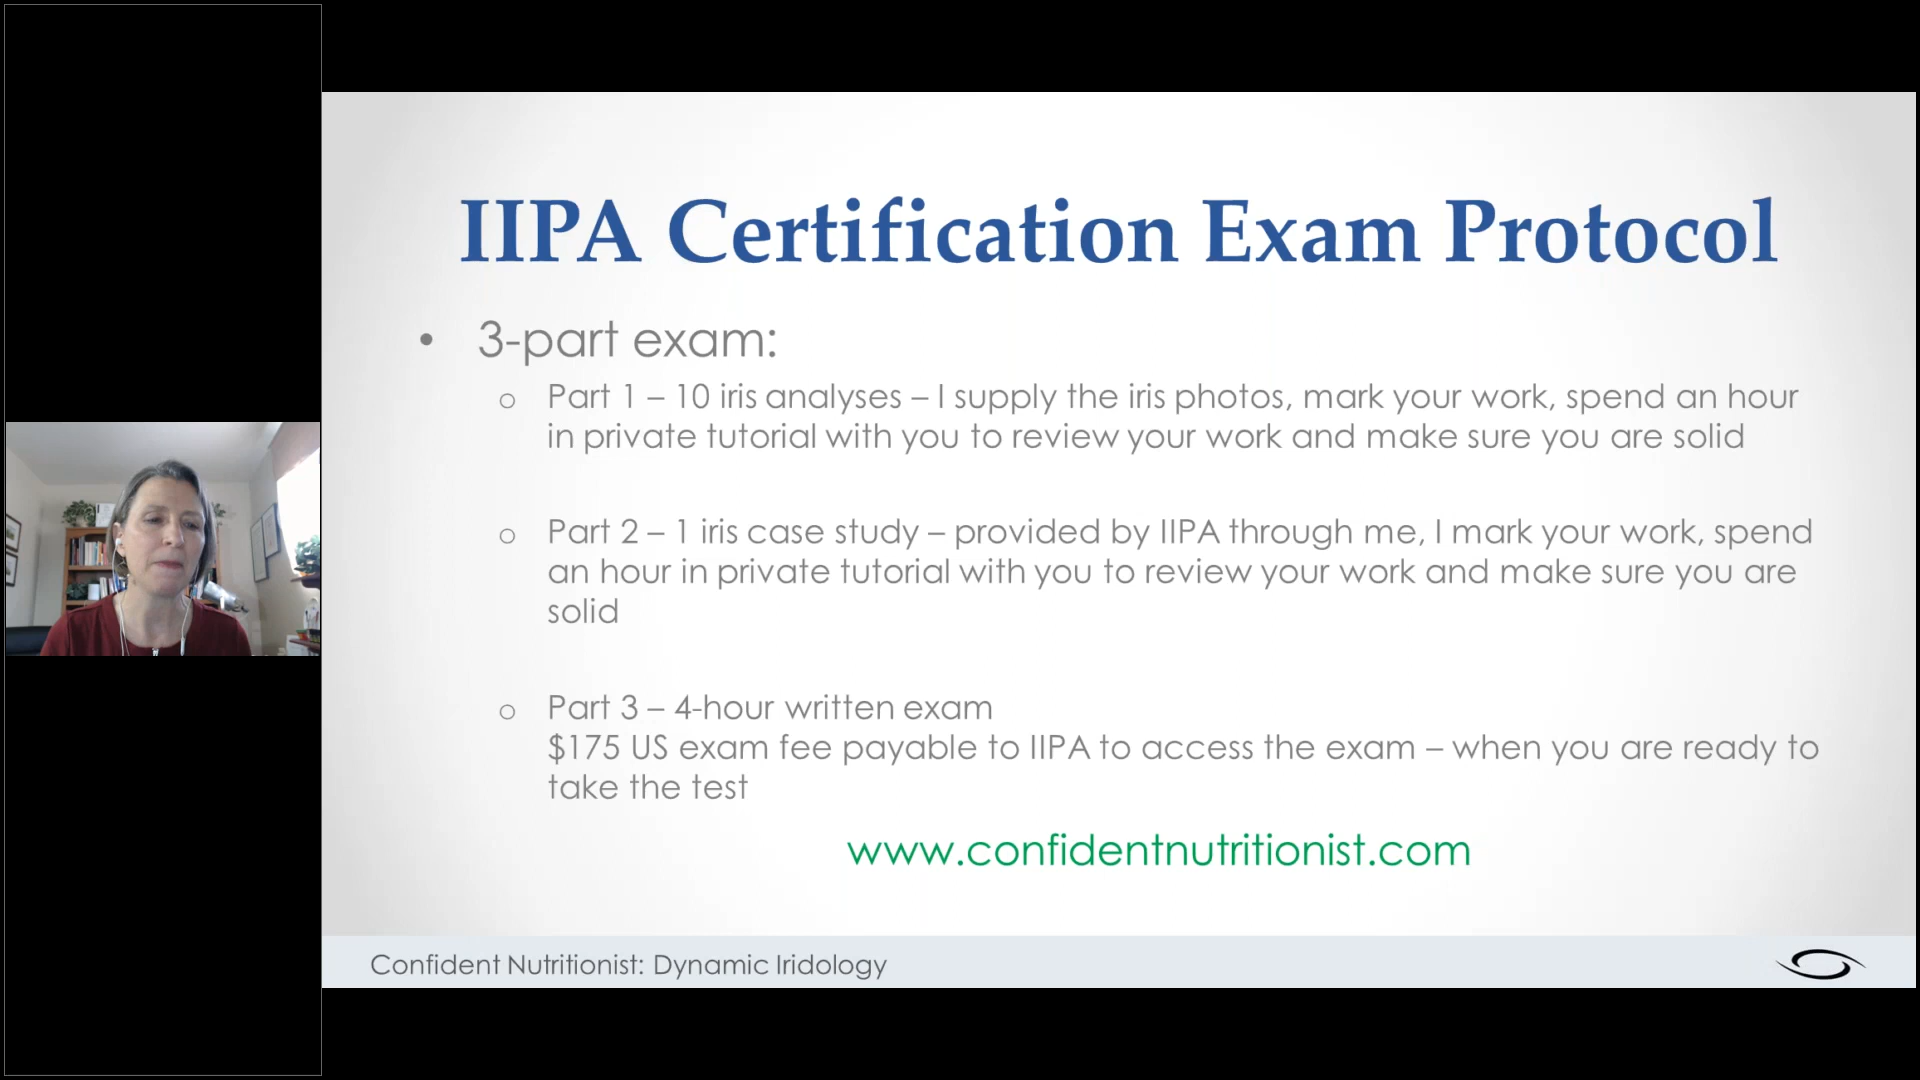 IIPA Certification Exam Protocol
• 3-part exam:
o Part 1 – 10 iris analyses – I supply the iris photos, mark your work, spend an hour
in private tutorial with you to review your work and make sure you are solid
o Part 2 – 1 iris case study – provided by IIPA through me, I mark your work, spend
an hour in private tutorial with you to review your work and make sure you are
solid
o Part 3 – 4-hour written exam
$175 US exam fee payable to IIPA to access the exam – when you are ready to
take the test
www.confidentnutritionist.com
Confident Nutritionist: Dynamic Iridology